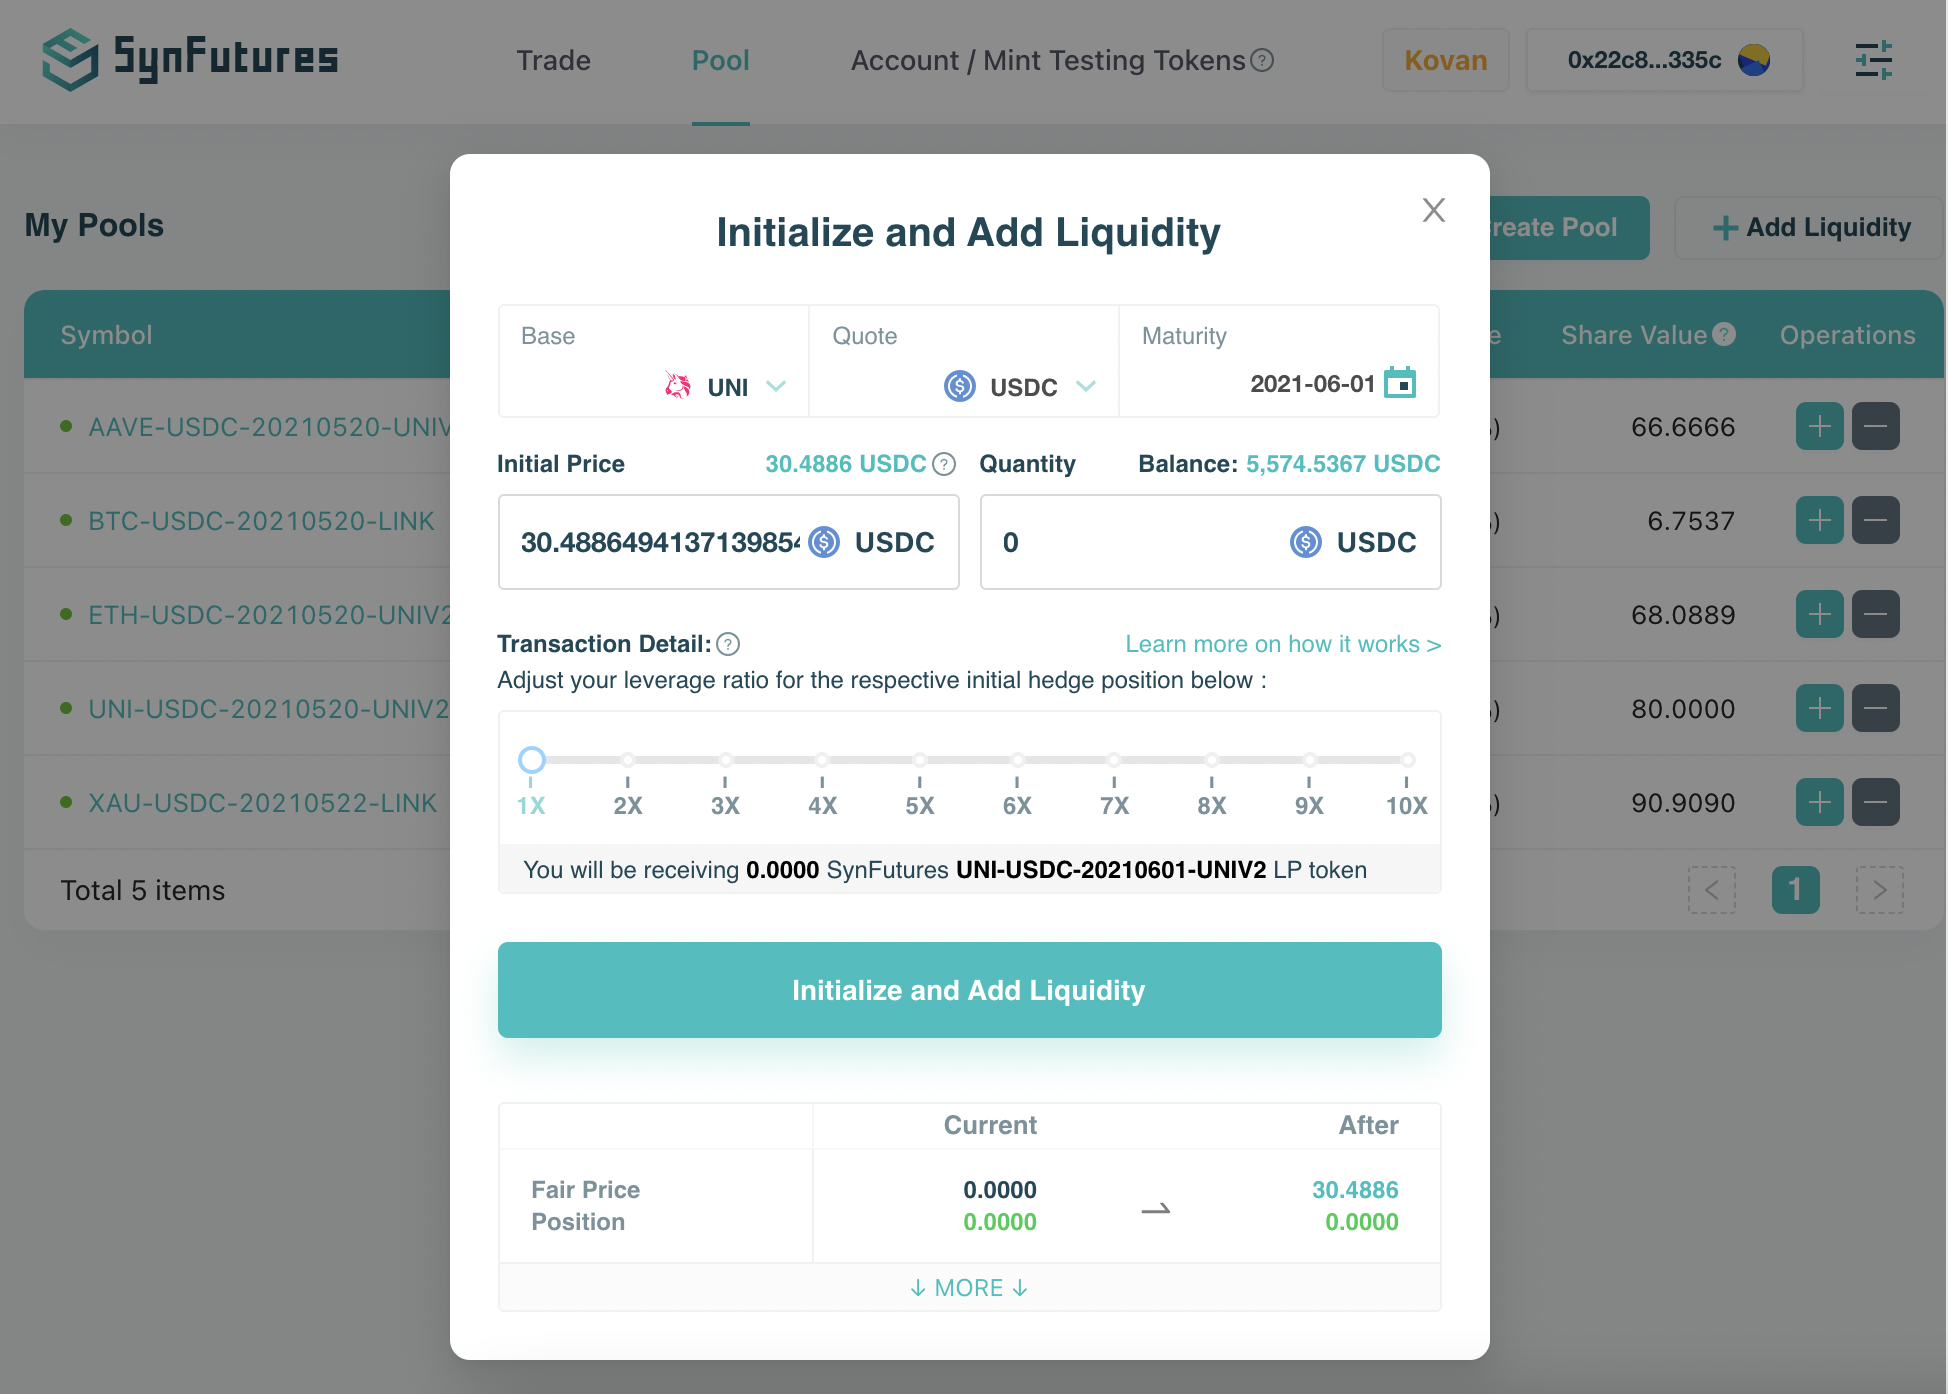 SynFutures
Trade
Pool
Account / Mint Testing Tokens ?
Kovan
0x22c8...335c
My Pools
reate Pool
+ Add Liquidity
Symbol
e
Share Value ?
Operations
AAVE-USDC-20210520-UNIV
) 66.6666
BTC-USDC-20210520-LINK
) 6.7537
ETH-USDC-20210520-UNIV2
) 68.0889
UNI-USDC-20210520-UNIV2
) 80.0000
XAU-USDC-20210522-LINK
) 90.9090
Total 5 items
< 1 >
X
Initialize and Add Liquidity
Base
Quote
Maturity
UNI
USDC
2021-06-01
Initial Price 30.4886 USDC ?
Quantity Balance: 5,574.5367 USDC
30.488649413713985 USDC
0 USDC
Transaction Detail: ? Learn more on how it works >
Adjust your leverage ratio for the respective initial hedge position below :
1X 2X 3X 4X 5X 6X 7X 8X 9X 10X
You will be receiving 0.0000 SynFutures UNI-USDC-20210601-UNIV2 LP token
Initialize and Add Liquidity
Current After
Fair Price 0.0000 30.4886
Position 0.0000 0.0000
↓ MORE ↓